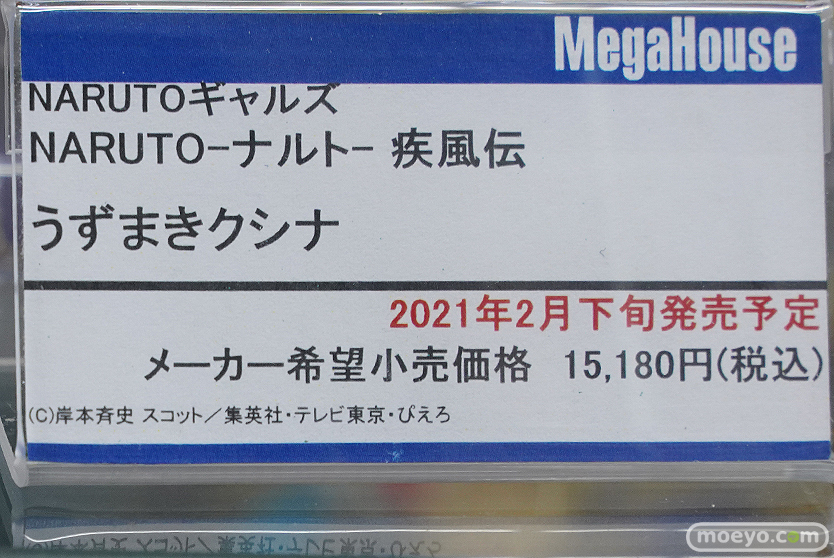 MegaHouse
NARUTOギャルズ
NARUTO-ナルト- 疾風伝
うずまきクシナ
2021年2月下旬発売予定
メーカー希望小売価格 15,180円(税込)
(C)岸本斉史 スコット／集英社・テレビ東京・ぴえろ
moeyo.com